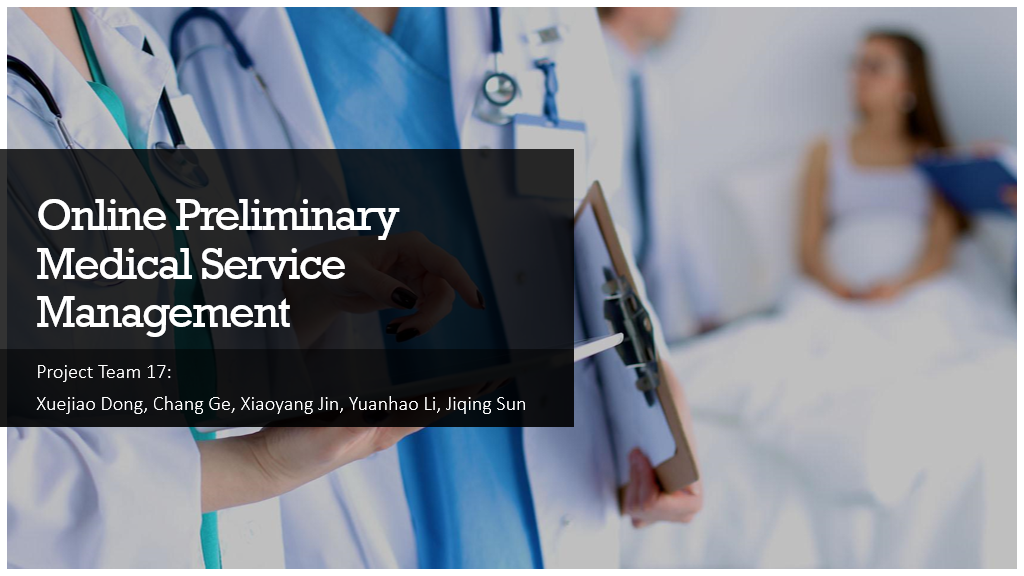 Online Preliminary
Medical Service
Management
Project Team 17:
Xuejiao Dong, Chang Ge, Xiaoyang Jin, Yuanhao Li, Jiqing Sun